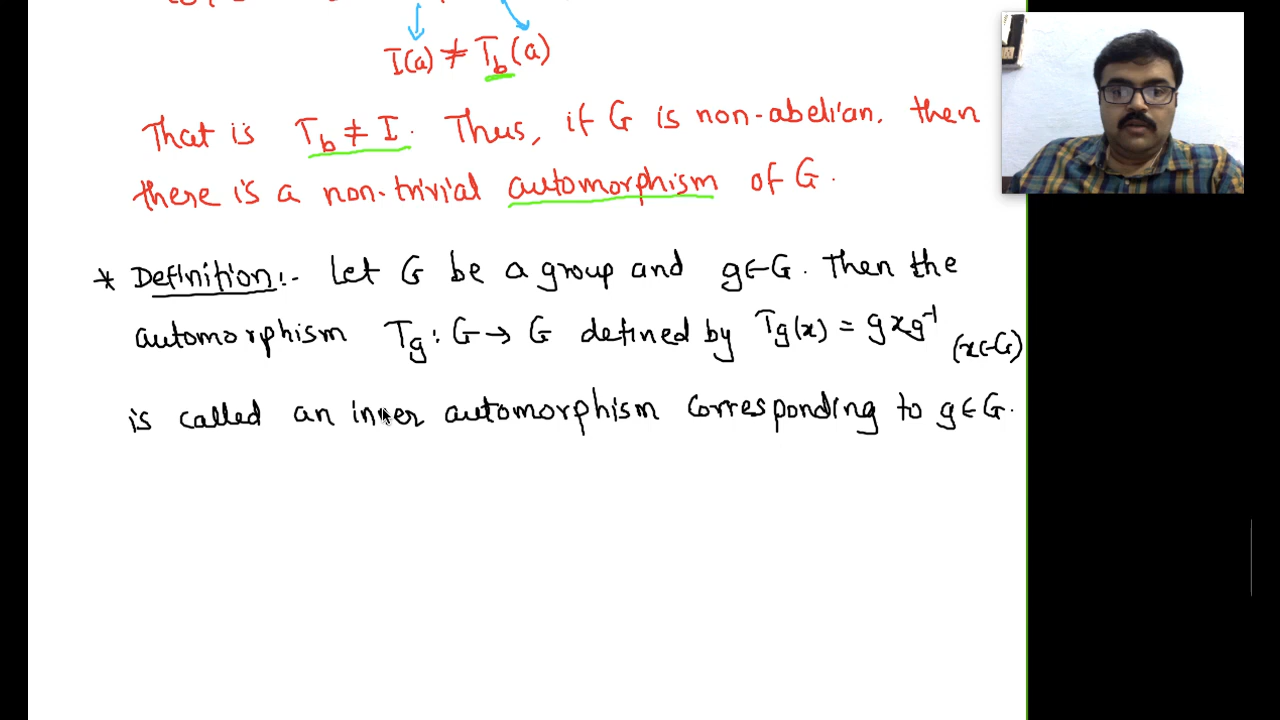 I(a) ≠ T_b(a)
That is T_b ≠ I. Thus, if G is non-abelian, then
there is a non-trivial automorphism of G.
* Definition:- Let G be a group and g∈G. Then the
automorphism T_g : G → G defined by T_g(x) = g x g⁻¹ (x∈G)
is called an inner automorphism corresponding to g∈G.